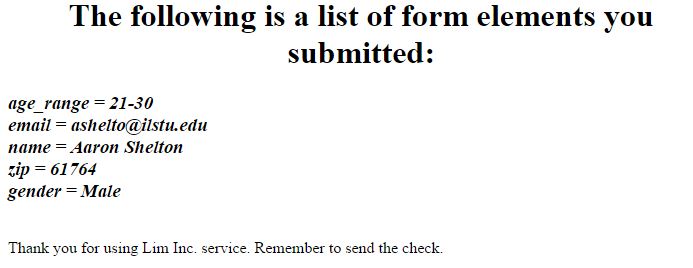 The following is a list of form elements you
submitted:
age_range = 21-30
email = ashelto@ilstu.edu
name = Aaron Shelton
zip = 61764
gender = Male
Thank you for using Lim Inc. service. Remember to send the check.